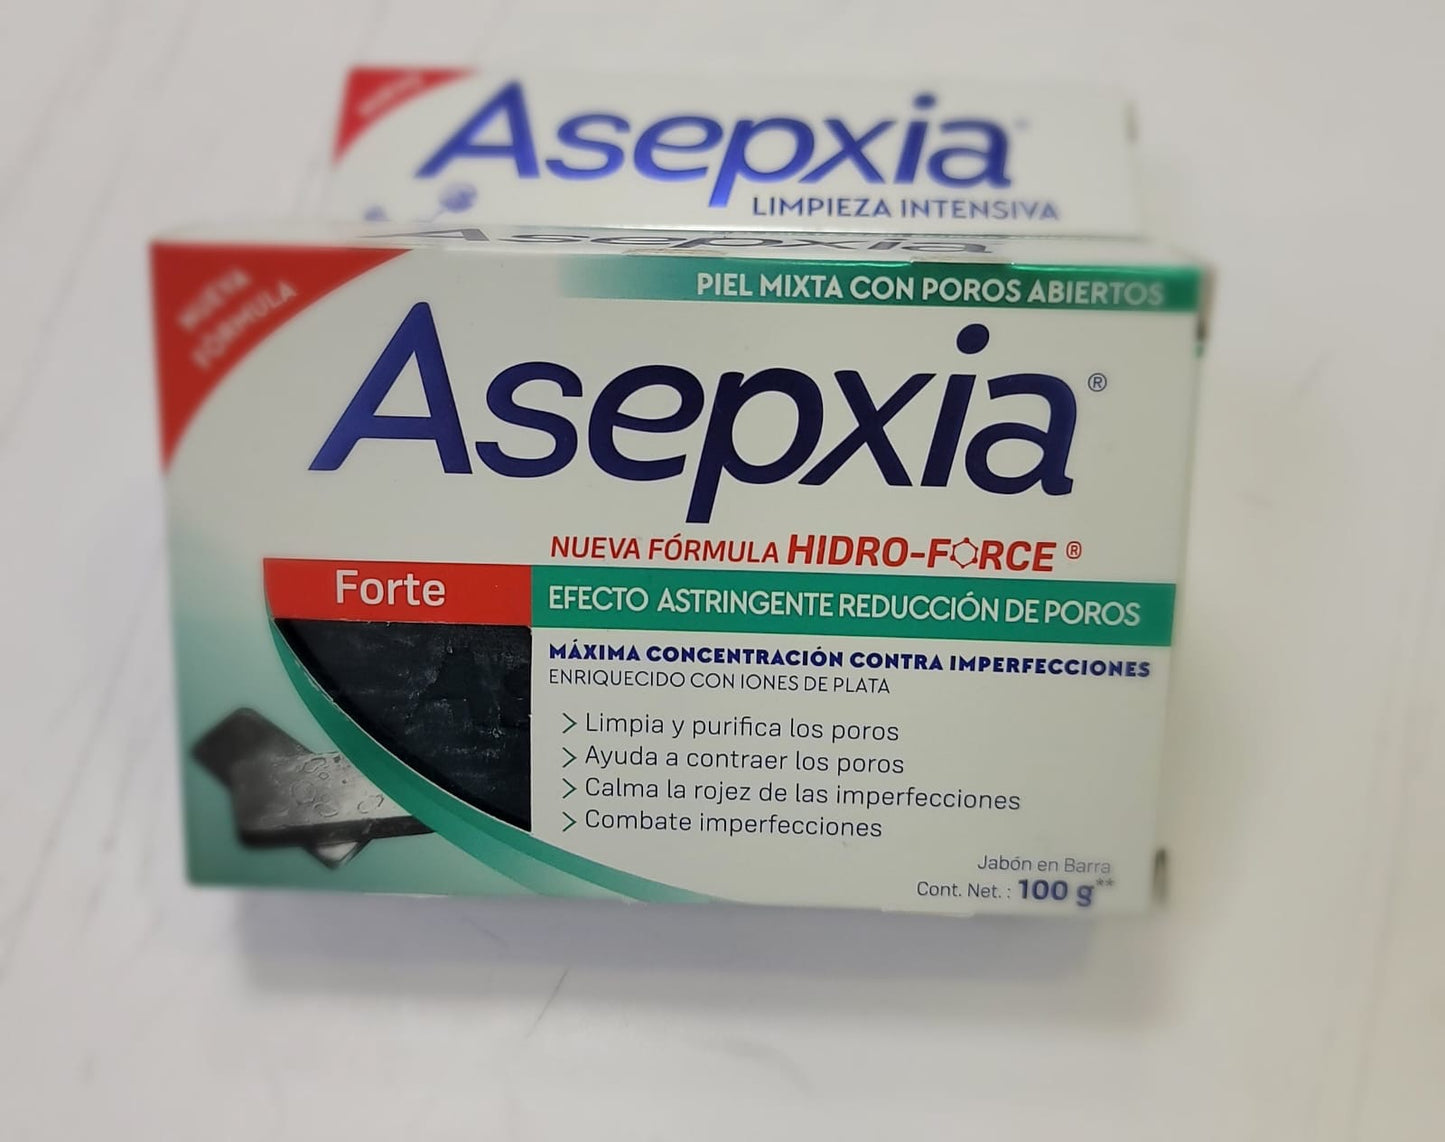 Asepxia
LIMPIEZA INTENSIVA
Asepxia
NUEVA
FÓRMULA
PIEL MIXTA CON POROS ABIERTOS
Asepxia®
NUEVA FÓRMULA HIDRO-FORCE®
Forte
EFECTO ASTRINGENTE REDUCCIÓN DE POROS
MÁXIMA CONCENTRACIÓN CONTRA IMPERFECCIONES
ENRIQUECIDO CON IONES DE PLATA
> Limpia y purifica los poros
> Ayuda a contraer los poros
> Calma la rojez de las imperfecciones
> Combate imperfecciones
Jabón en Barra
Cont. Net. : 100 g**